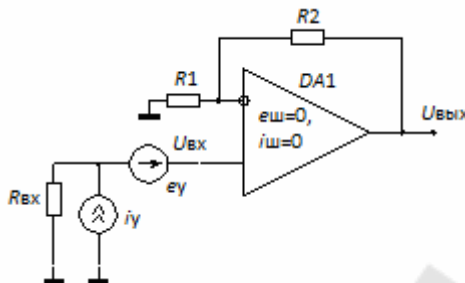 R2
R1
DA1
eш=0,
iш=0
Uвых
Uвх
eу
Rвх
iу